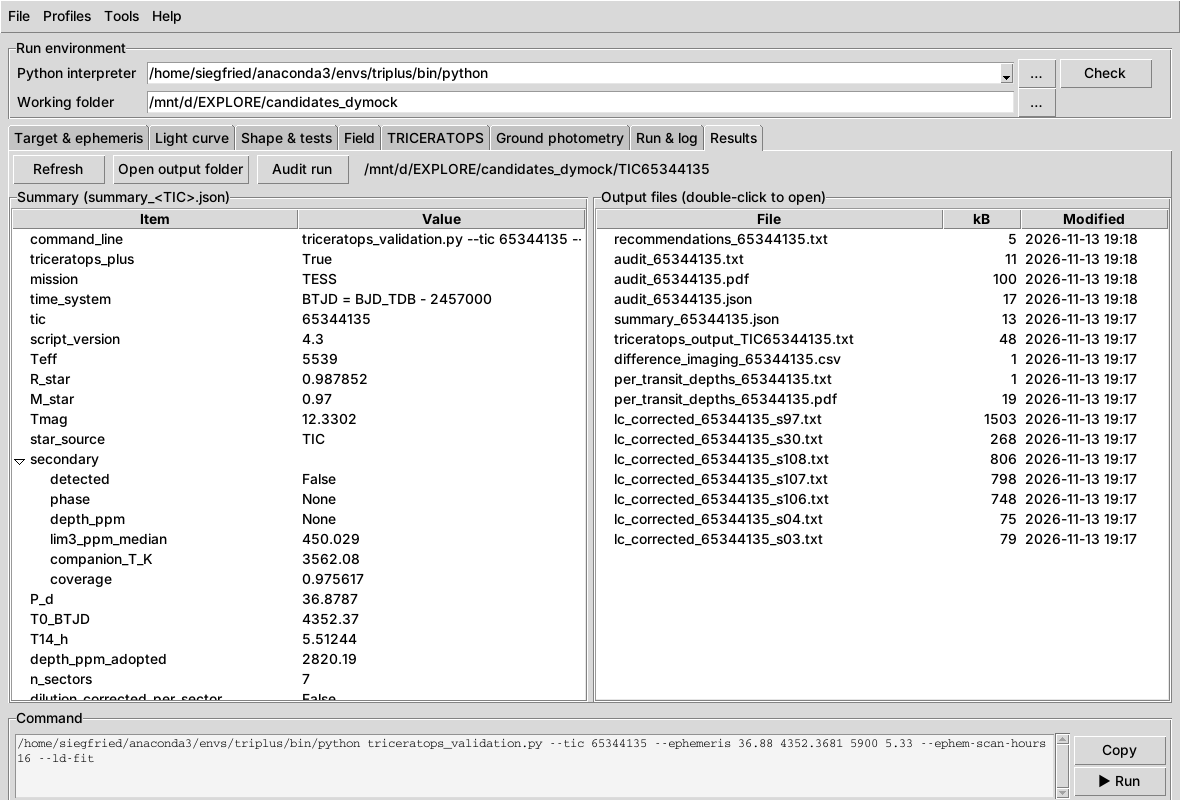 File Profiles Tools Help
Run environment
Python interpreter /home/siegfried/anaconda3/envs/triplus/bin/python ... Check
Working folder /mnt/d/EXPLORE/candidates_dymock ...
Target & ephemeris Light curve Shape & tests Field TRICERATOPS Ground photometry Run & log Results
Refresh Open output folder Audit run /mnt/d/EXPLORE/candidates_dymock/TIC65344135
Summary (summary_<TIC>.json)
Item Value
command_line triceratops_validation.py --tic 65344135 --
triceratops_plus True
mission TESS
time_system BTJD = BJD_TDB - 2457000
tic 65344135
script_version 4.3
Teff 5539
R_star 0.987852
M_star 0.97
Tmag 12.3302
star_source TIC
secondary
detected False
phase None
depth_ppm None
lim3_ppm_median 450.029
companion_T_K 3562.08
coverage 0.975617
P_d 36.8787
T0_BTJD 4352.37
T14_h 5.51244
depth_ppm_adopted 2820.19
n_sectors 7
dilution_corrected_per_sector False
Output files (double-click to open)
File kB Modified
recommendations_65344135.txt 5 2026-11-13 19:18
audit_65344135.txt 11 2026-11-13 19:18
audit_65344135.pdf 100 2026-11-13 19:18
audit_65344135.json 17 2026-11-13 19:18
summary_65344135.json 13 2026-11-13 19:17
triceratops_output_TIC65344135.txt 48 2026-11-13 19:17
difference_imaging_65344135.csv 1 2026-11-13 19:17
per_transit_depths_65344135.txt 1 2026-11-13 19:17
per_transit_depths_65344135.pdf 19 2026-11-13 19:17
lc_corrected_65344135_s97.txt 1503 2026-11-13 19:17
lc_corrected_65344135_s30.txt 268 2026-11-13 19:17
lc_corrected_65344135_s108.txt 806 2026-11-13 19:17
lc_corrected_65344135_s107.txt 798 2026-11-13 19:17
lc_corrected_65344135_s106.txt 748 2026-11-13 19:17
lc_corrected_65344135_s04.txt 75 2026-11-13 19:17
lc_corrected_65344135_s03.txt 79 2026-11-13 19:17
Command
/home/siegfried/anaconda3/envs/triplus/bin/python triceratops_validation.py --tic 65344135 --ephemeris 36.88 4352.3681 5900 5.33 --ephem-scan-hours
16 --ld-fit
Copy
▶ Run